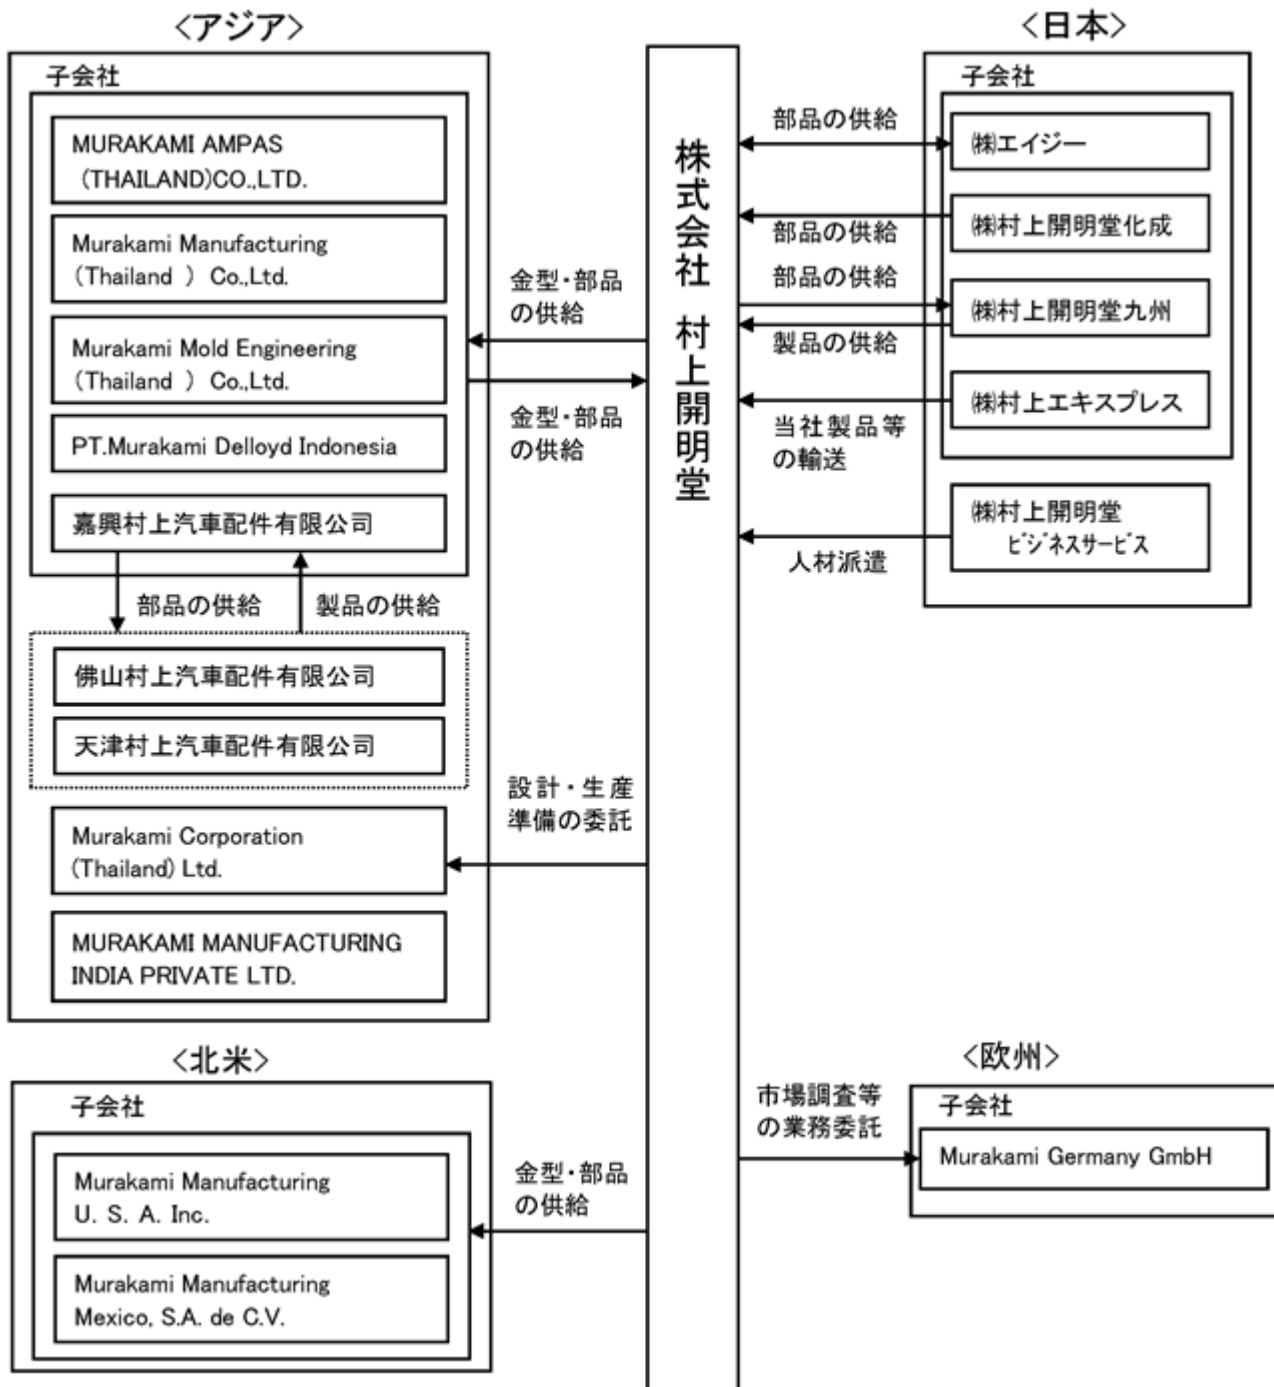 <アジア>
子会社
MURAKAMI AMPAS
(THAILAND)CO.,LTD.
Murakami Manufacturing
(Thailand ) Co.,Ltd.
Murakami Mold Engineering
(Thailand ) Co.,Ltd.
PT.Murakami Delloyd Indonesia
嘉興村上汽車配件有限公司
部品の供給
製品の供給
佛山村上汽車配件有限公司
天津村上汽車配件有限公司
Murakami Corporation
(Thailand) Ltd.
MURAKAMI MANUFACTURING
INDIA PRIVATE LTD.
<北米>
子会社
Murakami Manufacturing
U. S. A. Inc.
Murakami Manufacturing
Mexico, S.A. de C.V.
金型・部品
の供給
金型・部品
の供給
設計・生産
準備の委託
金型・部品
の供給
株式会社 村上開明堂
<日本>
子会社
部品の供給
㈱エイジー
部品の供給
㈱村上開明堂化成
部品の供給
㈱村上開明堂九州
製品の供給
㈱村上エキスプレス
当社製品等
の輸送
㈱村上開明堂
ﾋﾞｼﾞﾈｽｻｰﾋﾞｽ
人材派遣
<欧州>
子会社
市場調査等
の業務委託
Murakami Germany GmbH